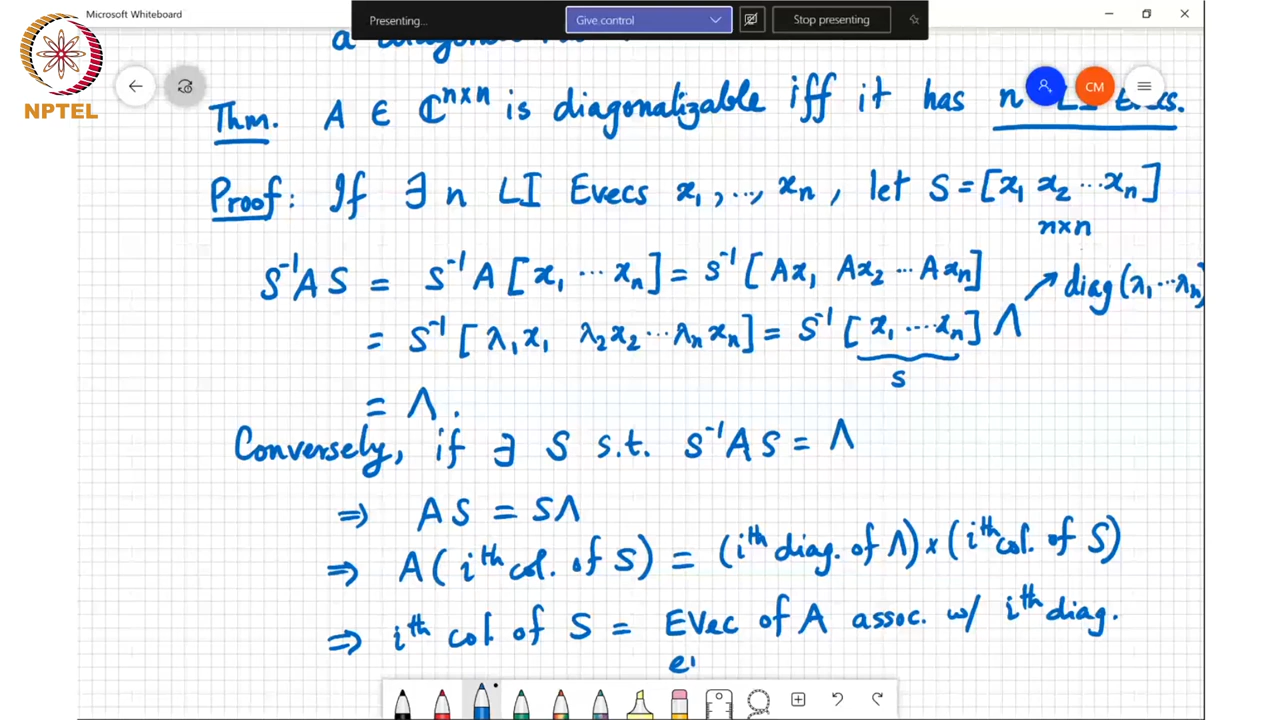 Microsoft Whiteboard
Presenting...
Give control
Stop presenting
NPTEL
CM
Thm. A ∈ ℂⁿˣⁿ is diagonalizable iff it has n LI Evecs.
Proof: If ∃ n LI Evecs x₁,..., xₙ, let S = [x₁ x₂ ⋯ xₙ]
n×n
S⁻¹AS = S⁻¹A[x₁ ⋯ xₙ] = S⁻¹[Ax₁ Ax₂ ⋯ Axₙ]
diag(λ₁ ⋯ λₙ)
= S⁻¹[λ₁x₁ λ₂x₂ ⋯ λₙxₙ] = S⁻¹[x₁ ⋯ xₙ] Λ
S
= Λ.
Conversely, if ∃ S s.t. S⁻¹AS = Λ
⇒ AS = SΛ
⇒ A(iᵗʰ col. of S) = (iᵗʰ diag. of Λ) × (iᵗʰ col. of S)
⇒ iᵗʰ col. of S = EVec of A assoc. w/ iᵗʰ diag.